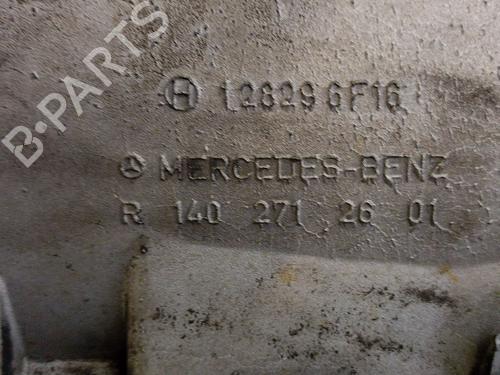 B-PARTS
H 12829 6F16
MERCEDES-BENZ
R 140 271 26 01